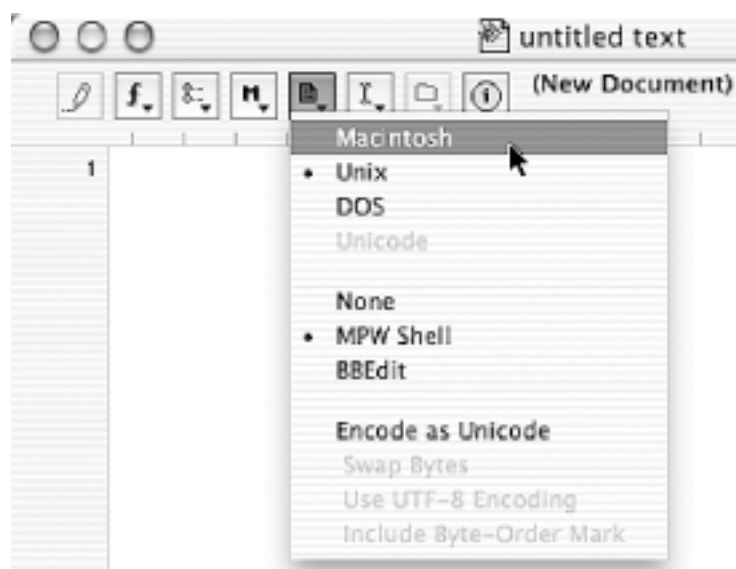 untitled text
(New Document)
1
Macintosh
• Unix
DOS
Unicode
None
• MPW Shell
BBEdit
Encode as Unicode
Swap Bytes
Use UTF-8 Encoding
Include Byte-Order Mark